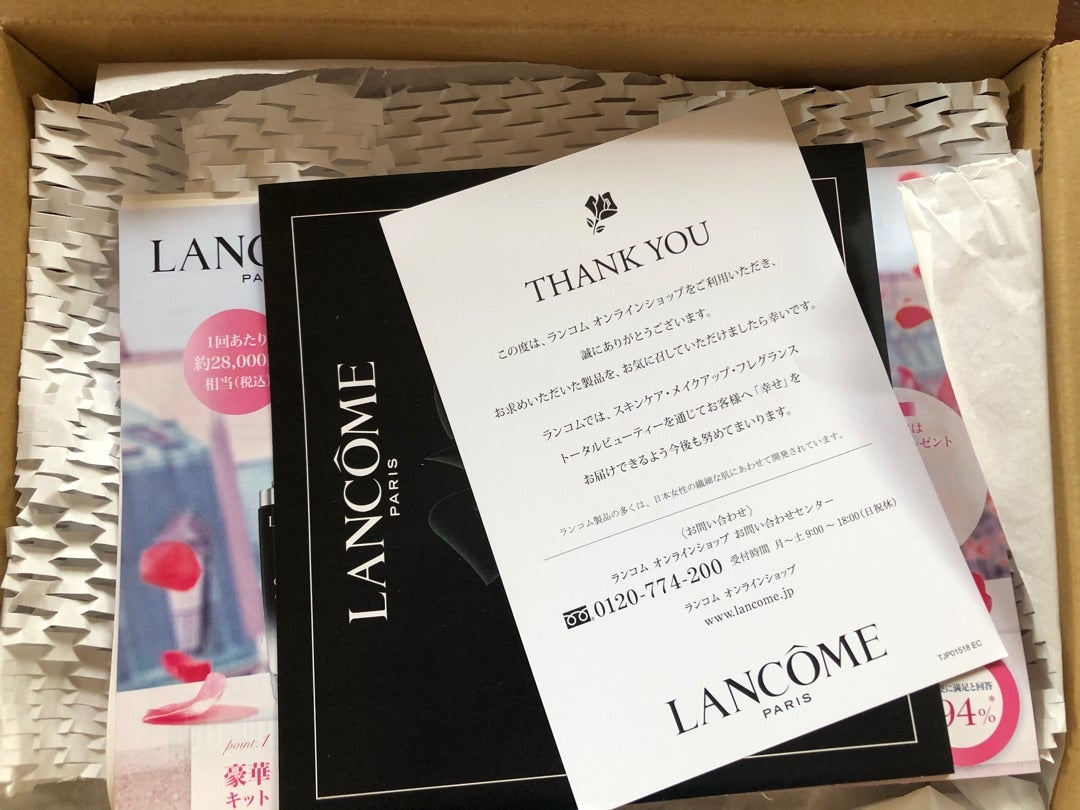 THANK YOU
この度は、ランコム オンラインショップをご利用いただき、
誠にありがとうございます。
お求めいただいた製品を、お気に召していただけましたら幸いです。
ランコムでは、スキンケア・メイクアップ・フレグランス
トータルビューティーを通じてお客様へ「幸せ」を
お届けできるよう今後も努めてまいります。
ランコム製品の多くは、日本女性の繊細な肌にあわせて開発されています。
〈お問い合わせ〉
ランコム オンラインショップ お問い合わせセンター
0120-774-200 受付時間 月～土 9:00～18:00(日祝休)
ランコム オンラインショップ
www.lancome.jp
LANCÔME
PARIS
TJP01518 EC
LANCÔME
PARIS
LANC
PA
1回あたり
約28,000
相当(税込)
point.1
豪華
キット
は
レゼント
に満足と回答
94%*